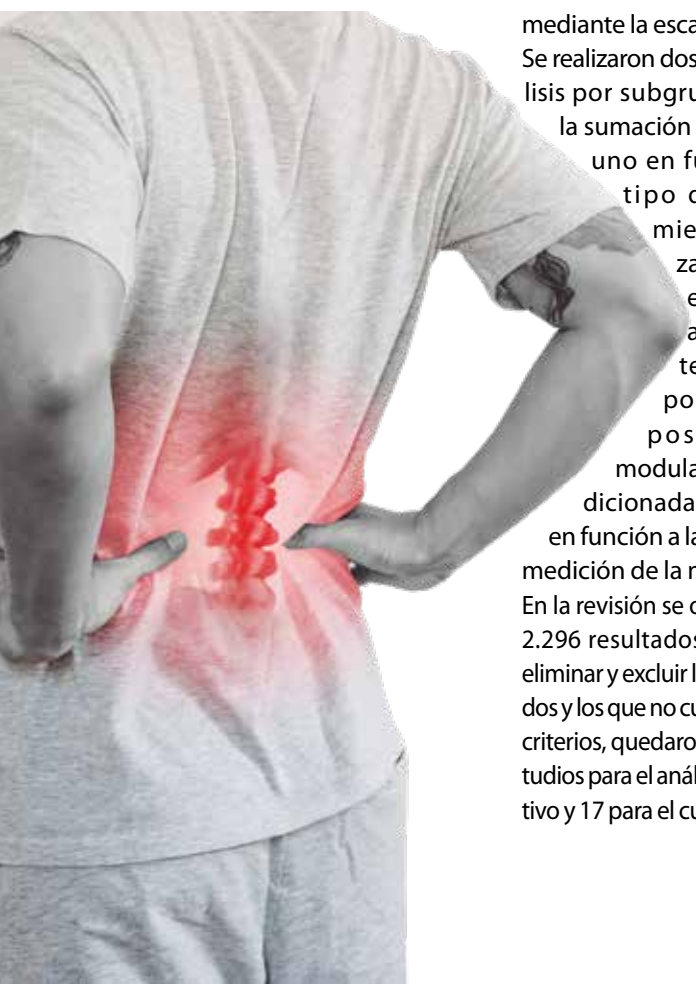 mediante la esca
Se realizaron dos
lisis por subgru
la sumación
uno en fu
tipo
mie
za
e
a
te
po
pos
modula
dicionada
en función a la
medición de la
En la revisión se
2.296 resultados
eliminar y excluir l
dos y los que no cu
criterios, quedaro
tudios para el anál
tivo y 17 para el cu